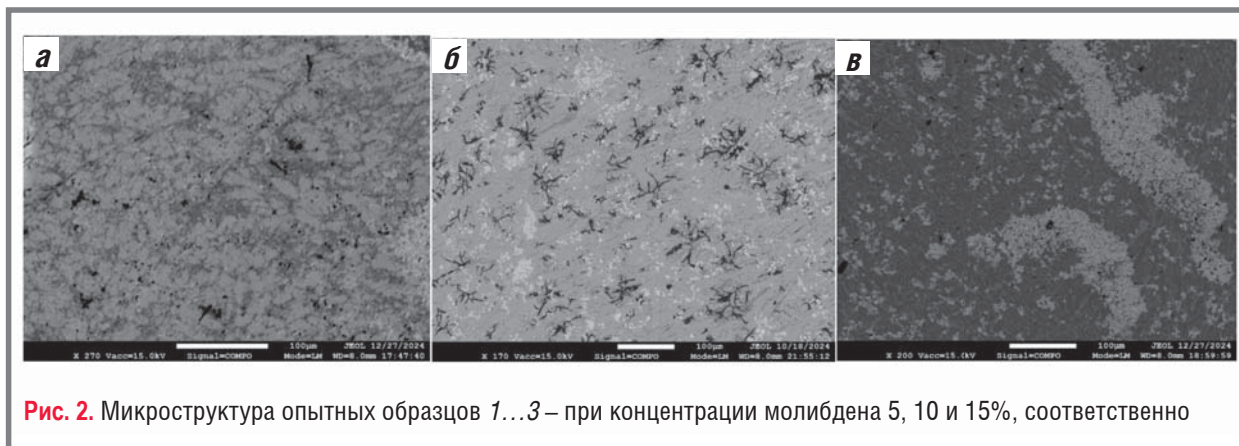 а
б
в
100μm JEOL 12/27/2024
X 270 Vacc=15.0kV Signal=COMPO Mode=LM WD=8.0mm 17:47:40
100μm JEOL 10/18/2024
X 170 Vacc=15.0kV Signal=COMPO Mode=LM WD=8.0mm 21:55:12
100μm JEOL 12/27/2024
X 200 Vacc=15.0kV Signal=COMPO Mode=LM WD=8.0mm 18:59:59
Рис. 2. Микроструктура опытных образцов 1...3 – при концентрации молибдена 5, 10 и 15%, соответственно